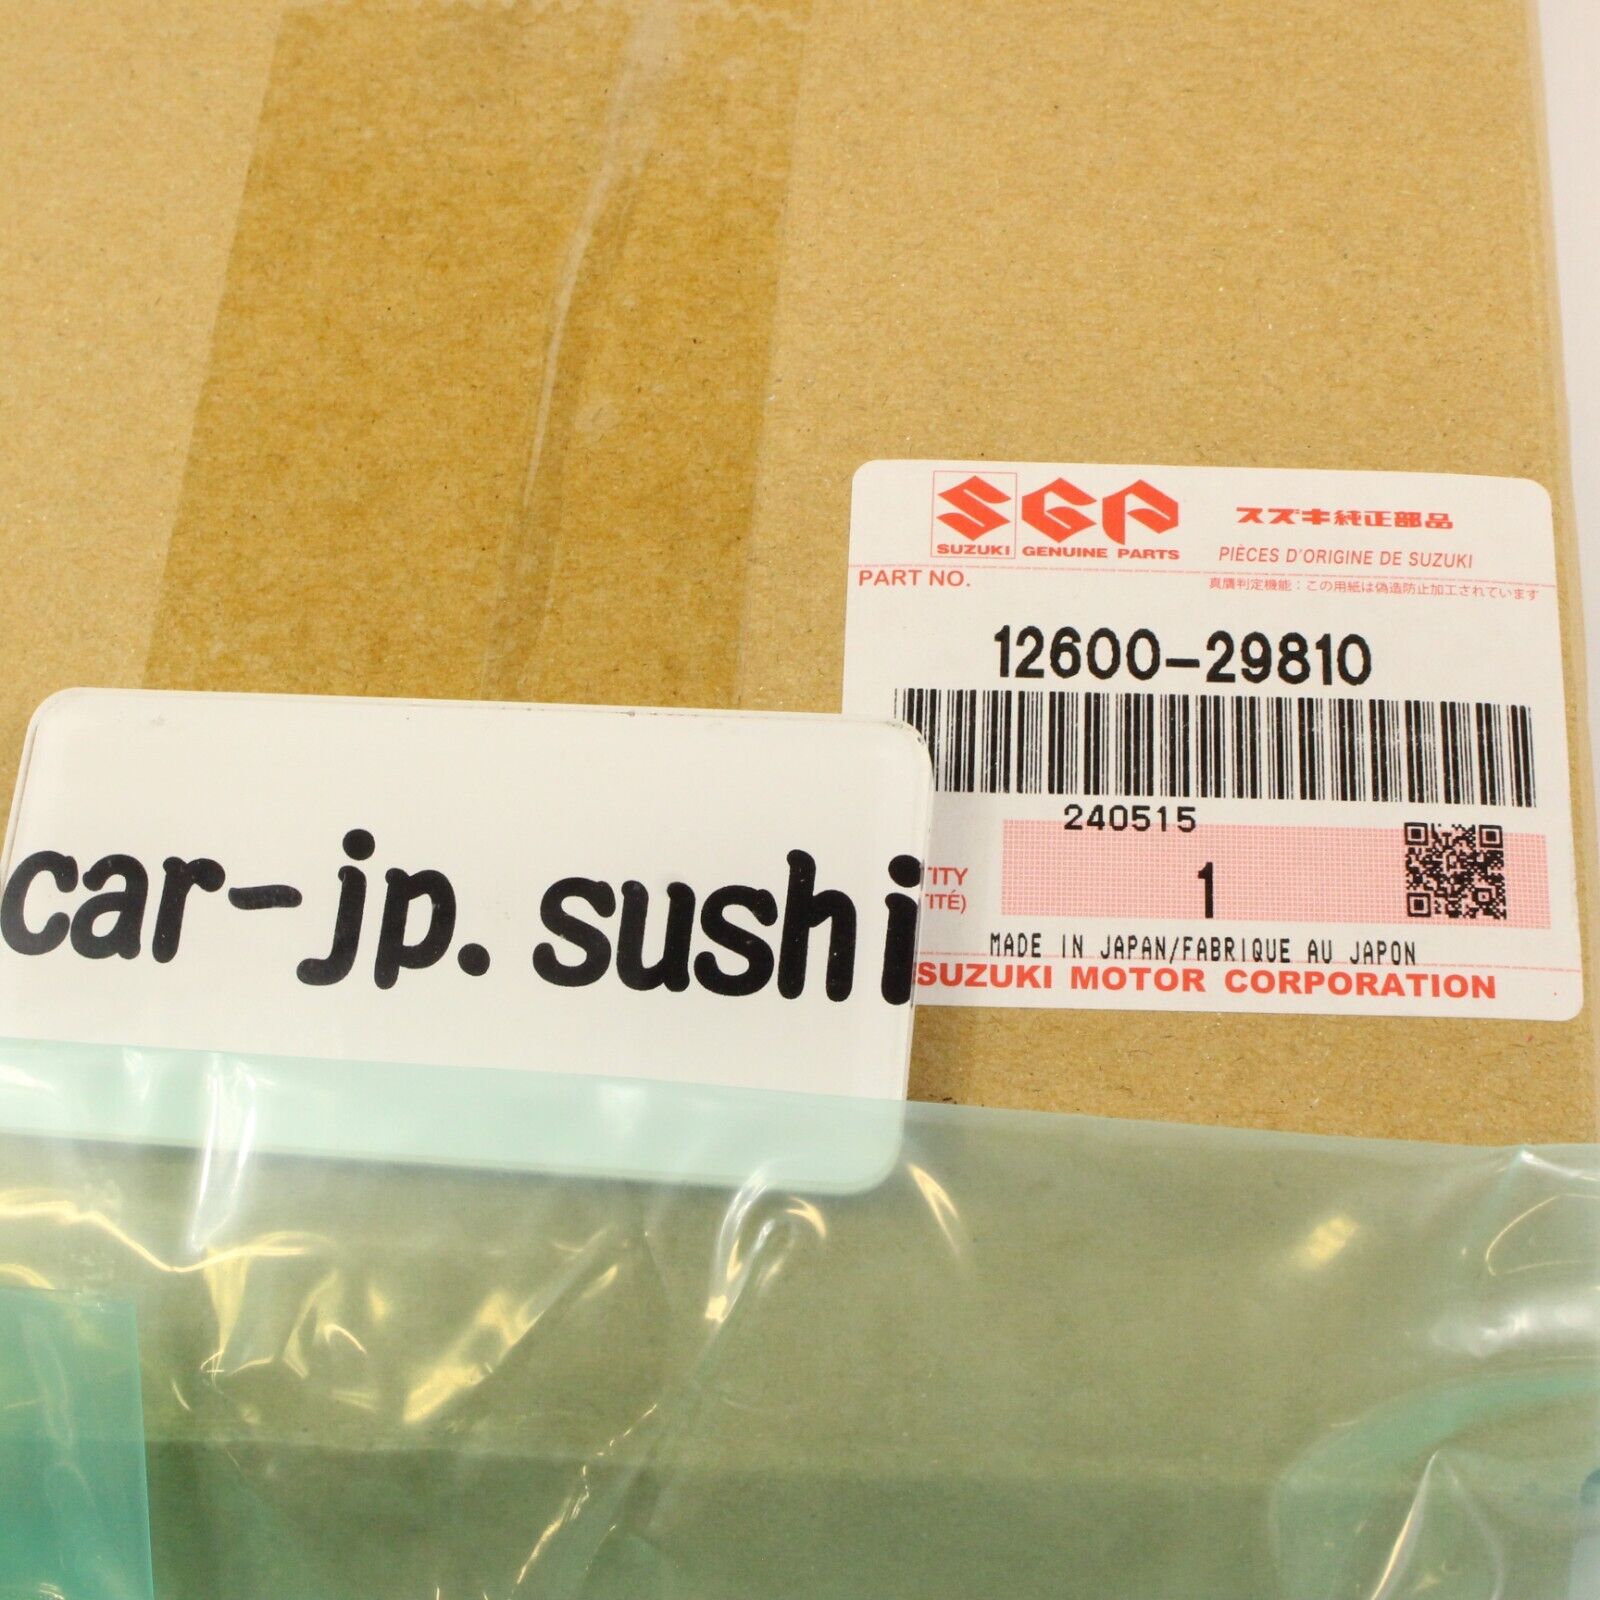 SUZUKI GENUINE PARTS
スズキ純正部品
PIÈCES D'ORIGINE DE SUZUKI
PART NO.
真贋判定機能：この用紙は偽造防止加工されています
12600-29810
240515
TITY
TITÉ)
1
MADE IN JAPAN/FABRIQUE AU JAPON
SUZUKI MOTOR CORPORATION
car-jp.sushi